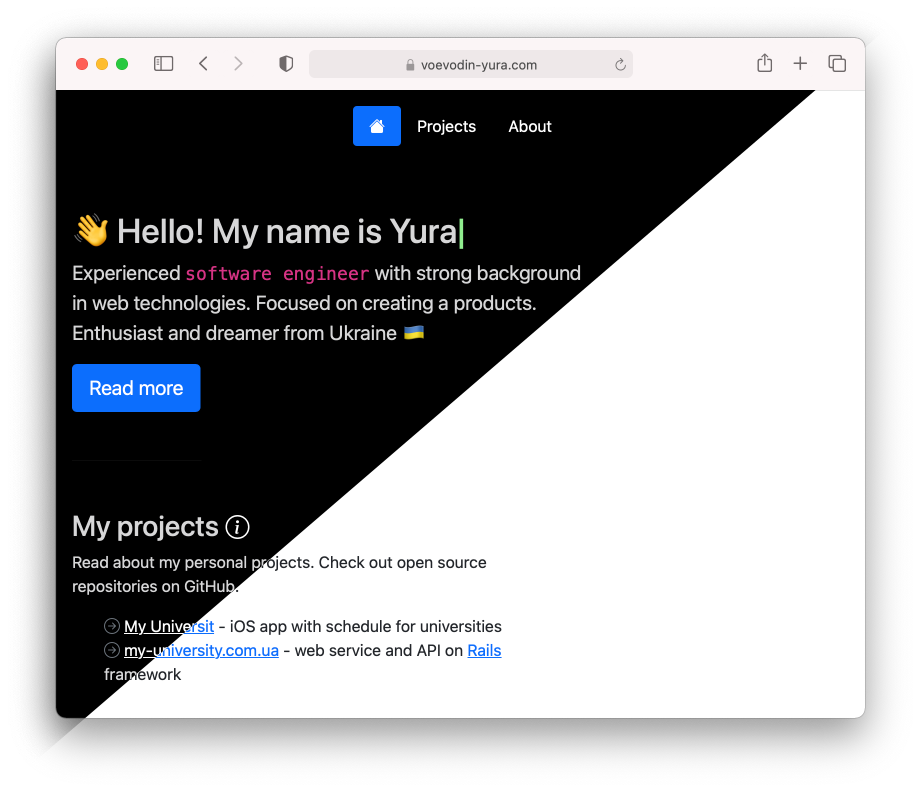 voevodin-yura.com
Projects About
👋 Hello! My name is Yura
Experienced software engineer with strong background
in web technologies. Focused on creating a products.
Enthusiast and dreamer from Ukraine 🇺🇦
Read more
My projects
Read about my personal projects. Check out open source
repositories on GitHub.
My Universit - iOS app with schedule for universities
my-university.com.ua - web service and API on Rails
framework